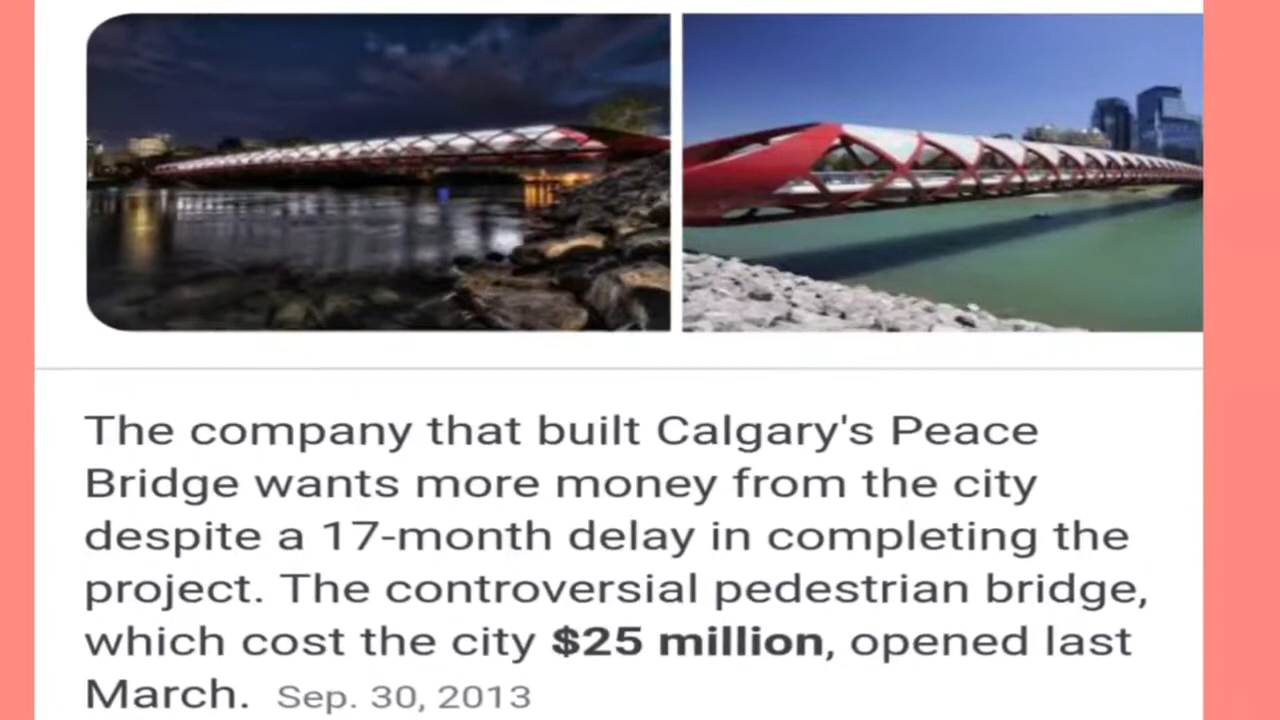 The company that built Calgary's Peace
Bridge wants more money from the city
despite a 17-month delay in completing the
project. The controversial pedestrian bridge,
which cost the city $25 million, opened last
March. Sep. 30, 2013